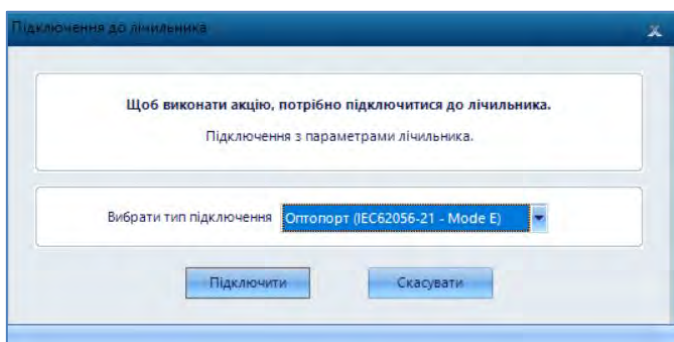 Підключення до лічильника
Щоб виконати акцію, потрібно підключитися до лічильника.
Підключення з параметрами лічильника.
Вибрати тип підключення Оптопорт (IEC62056-21 - Mode E)
Підключити Скасувати